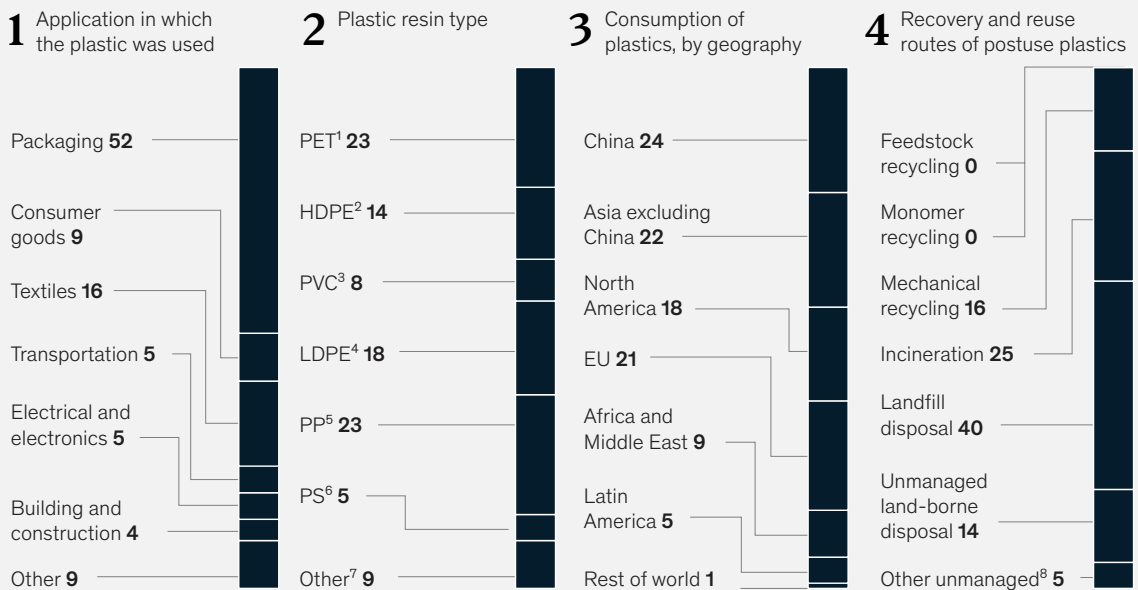 1 Application in which
the plastic was used
Packaging 52
Consumer
goods 9
Textiles 16
Transportation 5
Electrical and
electronics 5
Building and
construction 4
Other 9
2 Plastic resin type
PET¹ 23
HDPE² 14
PVC³ 8
LDPE⁴ 18
PP⁵ 23
PS⁶ 5
Other⁷ 9
3 Consumption of
plastics, by geography
China 24
Asia excluding
China 22
North
America 18
EU 21
Africa and
Middle East 9
Latin
America 5
Rest of world 1
4 Recovery and reuse
routes of postuse plastics
Feedstock
recycling 0
Monomer
recycling 0
Mechanical
recycling 16
Incineration 25
Landfill
disposal 40
Unmanaged
land-borne
disposal 14
Other unmanaged⁸ 5